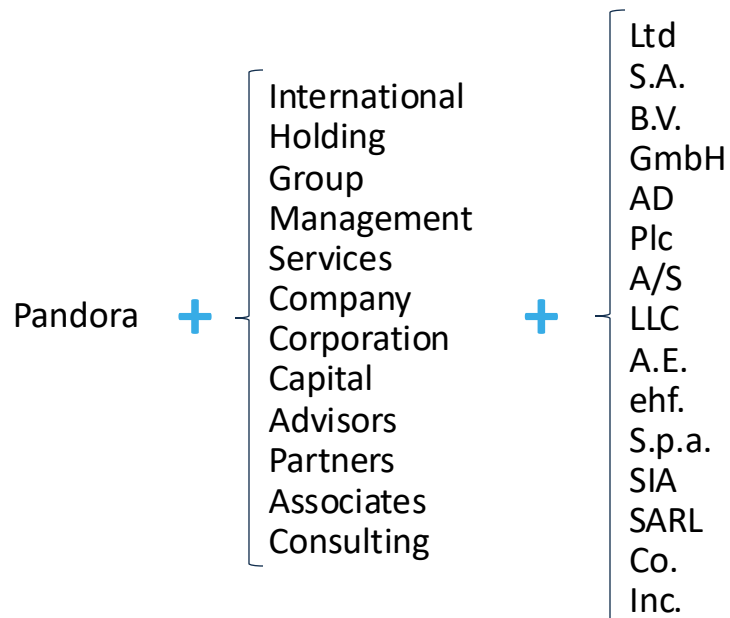 Pandora
+
International
Holding
Group
Management
Services
Company
Corporation
Capital
Advisors
Partners
Associates
Consulting
+
Ltd
S.A.
B.V.
GmbH
AD
Plc
A/S
LLC
A.E.
ehf.
S.p.a.
SIA
SARL
Co.
Inc.